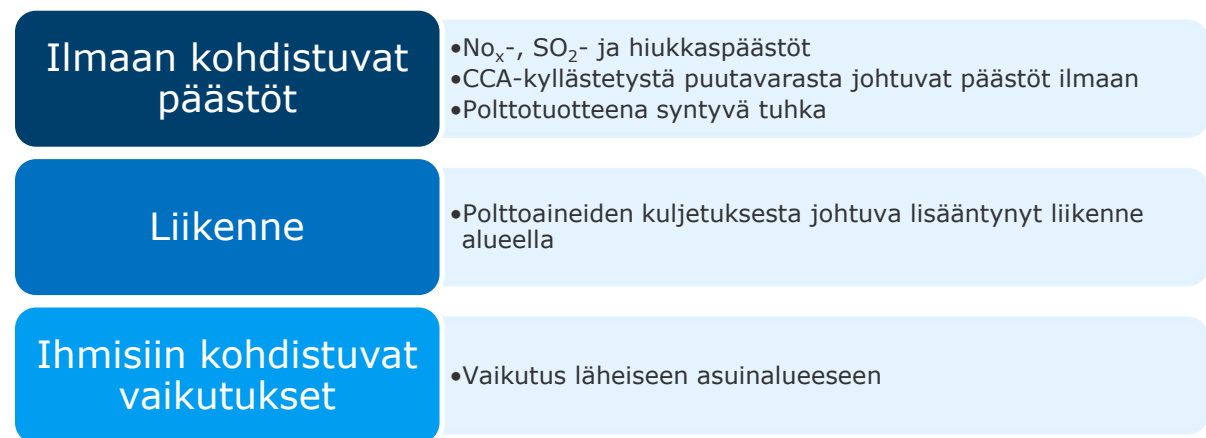 Ilmaan kohdistuvat
päästöt
•Noₓ-, SO₂- ja hiukkaspäästöt
•CCA-kyllästetystä puutavarasta johtuvat päästöt ilmaan
•Polttotuotteena syntyvä tuhka
Liikenne
•Polttoaineiden kuljetuksesta johtuva lisääntynyt liikenne
alueella
Ihmisiin kohdistuvat
vaikutukset
•Vaikutus läheiseen asuinalueeseen